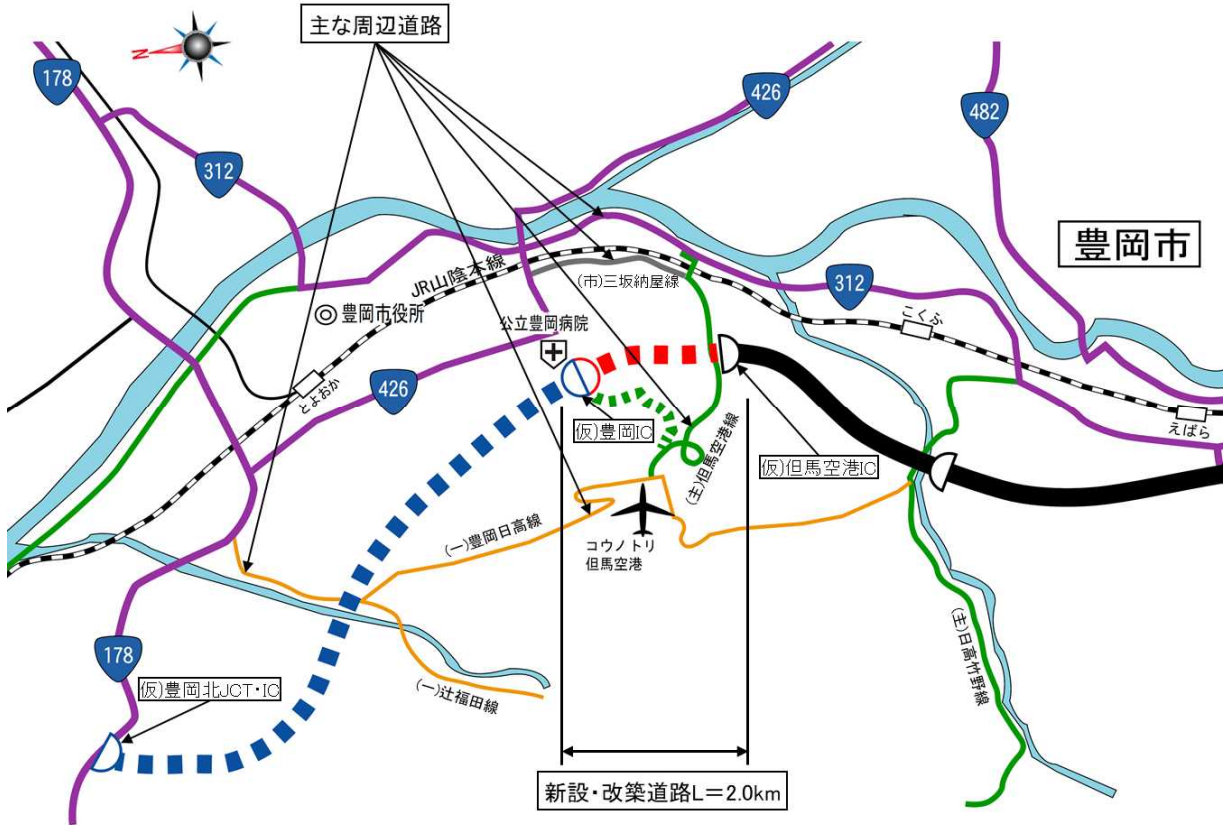 主な周辺道路
N
178
426
482
312
豊岡市
JR山陰本線
(市)三坂納屋線
312
豊岡市役所
公立豊岡病院
こくふ
とよおか
426
(仮)豊岡IC
(主)但馬空港線
(仮)但馬空港IC
えばら
(一)豊岡日高線
コウノトリ
但馬空港
178
(仮)豊岡北JCT・IC
(一)辻福田線
(主)日高竹野線
新設・改築道路L=2.0km